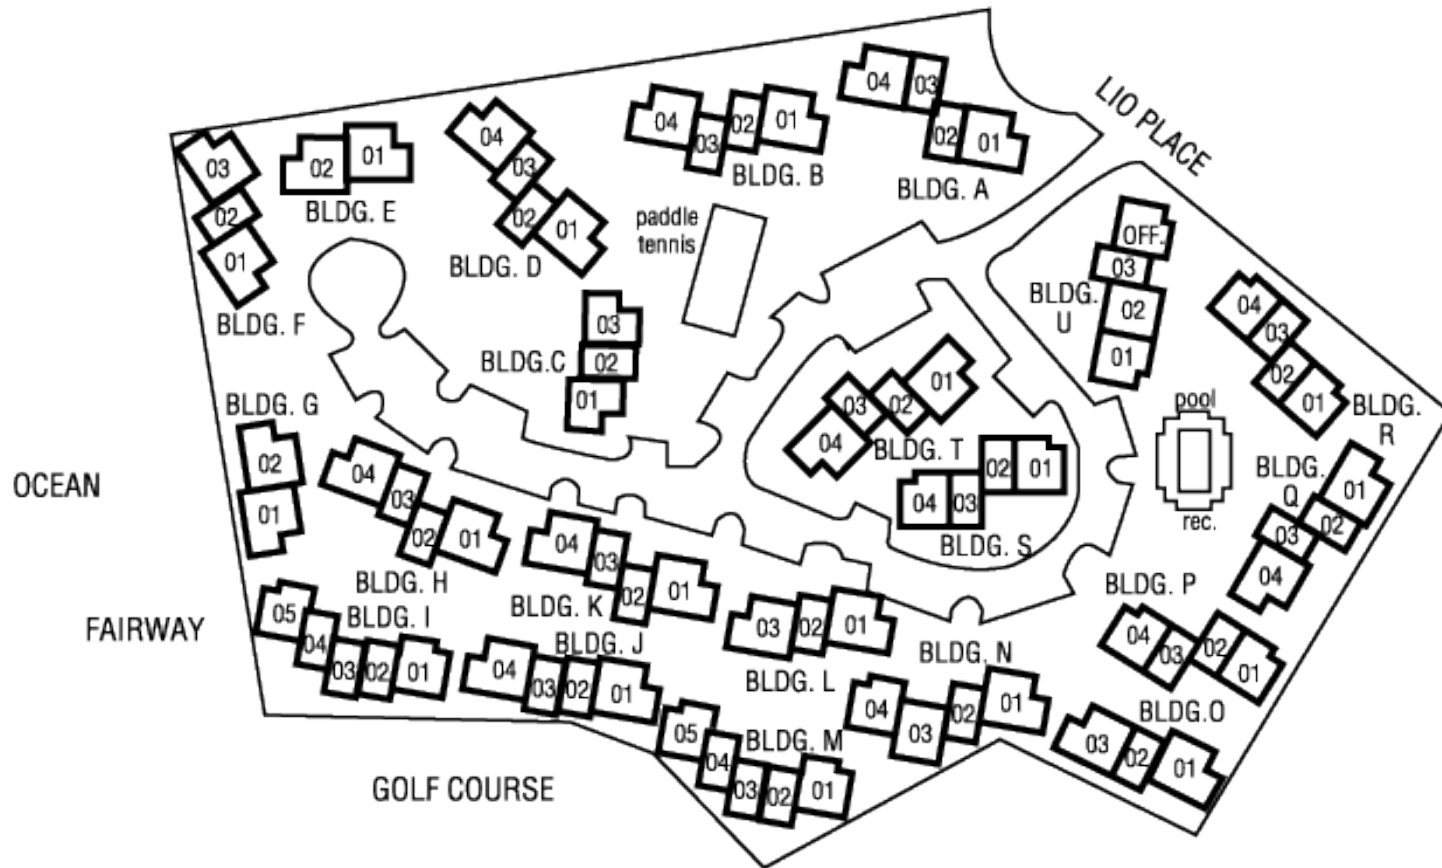 04
03
02
01
BLDG. A
LIO PLACE
04
03
02
01
BLDG. B
paddle
tennis
04
03
02
01
BLDG. D
02
01
BLDG. E
03
02
01
BLDG. F
03
02
01
BLDG.C
OFF.
03
02
01
BLDG.
U
04
03
02
01
BLDG.
R
pool
rec.
04
03
02
01
BLDG. T
04
03
02
01
BLDG. S
01
02
03
04
BLDG.
Q
BLDG. G
02
01
OCEAN
04
03
02
01
BLDG. H
04
03
02
01
BLDG. K
BLDG. P
04
03
02
01
FAIRWAY
BLDG. I
05
04
03
02
01
BLDG. J
04
03
02
01
03
02
01
BLDG. L
BLDG. N
04
03
02
01
BLDG.O
03
02
01
BLDG. M
05
04
03
02
01
GOLF COURSE